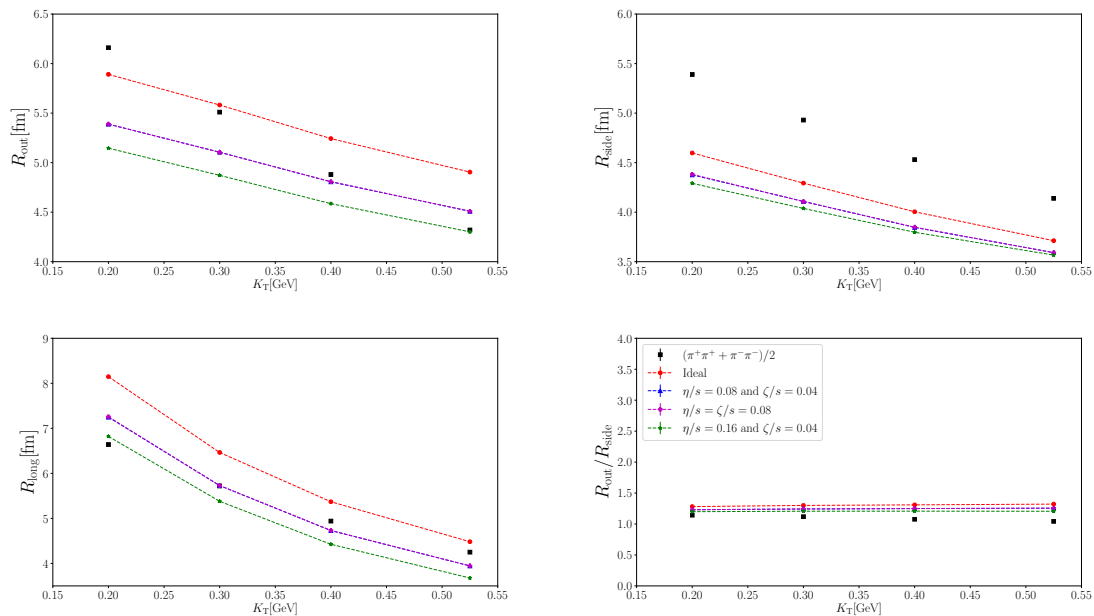 6.5
6.0
5.5
5.0
4.5
4.0
R_out[fm]
0.15 0.20 0.25 0.30 0.35 0.40 0.45 0.50 0.55
K_T[GeV]
6.0
5.5
5.0
4.5
4.0
3.5
R_side[fm]
0.15 0.20 0.25 0.30 0.35 0.40 0.45 0.50 0.55
K_T[GeV]
9
8
7
6
5
4
R_long[fm]
0.15 0.20 0.25 0.30 0.35 0.40 0.45 0.50 0.55
K_T[GeV]
4.0
3.5
3.0
2.5
2.0
1.5
1.0
0.5
0.0
R_out/R_side
(π⁺π⁺ + π⁻π⁻)/2
Ideal
η/s = 0.08 and ζ/s = 0.04
η/s = ζ/s = 0.08
η/s = 0.16 and ζ/s = 0.04
0.15 0.20 0.25 0.30 0.35 0.40 0.45 0.50 0.55
K_T[GeV]